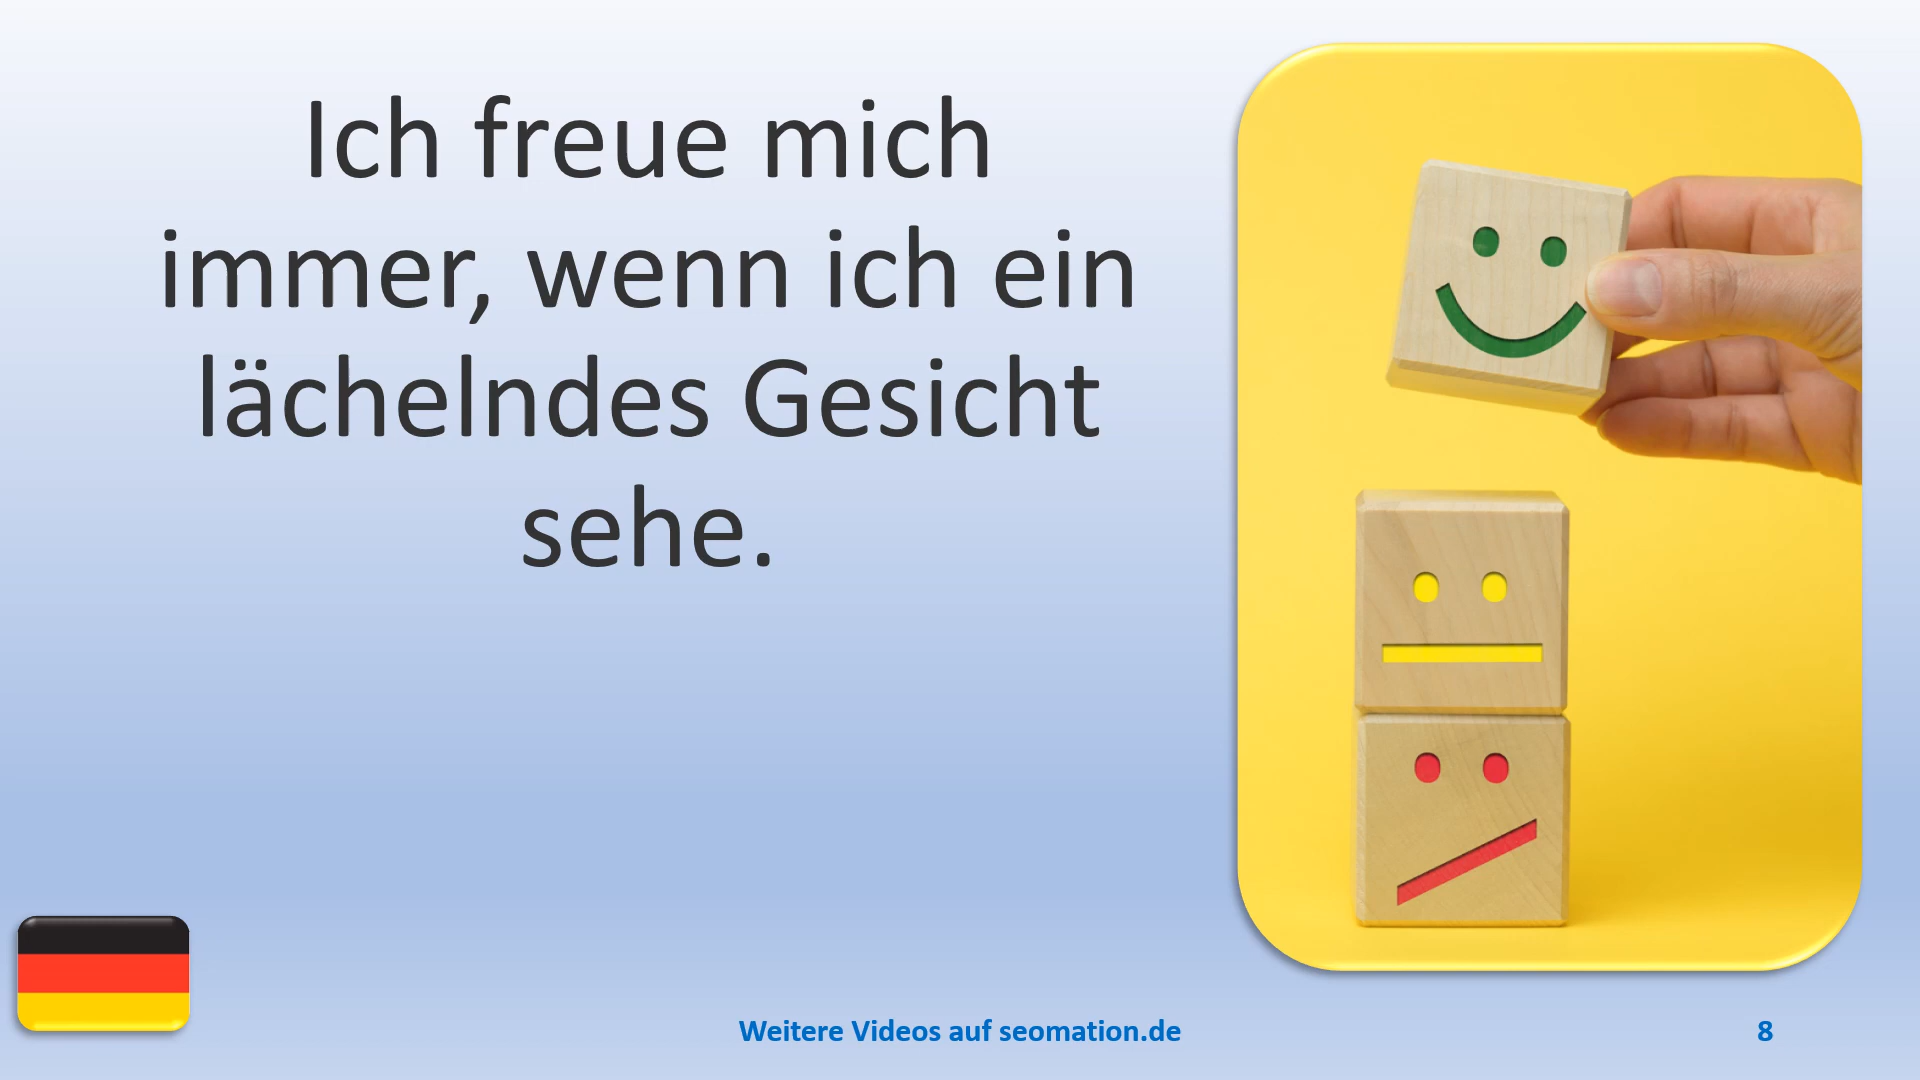 Ich freue mich
immer, wenn ich ein
lächelndes Gesicht
sehe.
Weitere Videos auf seomation.de
8